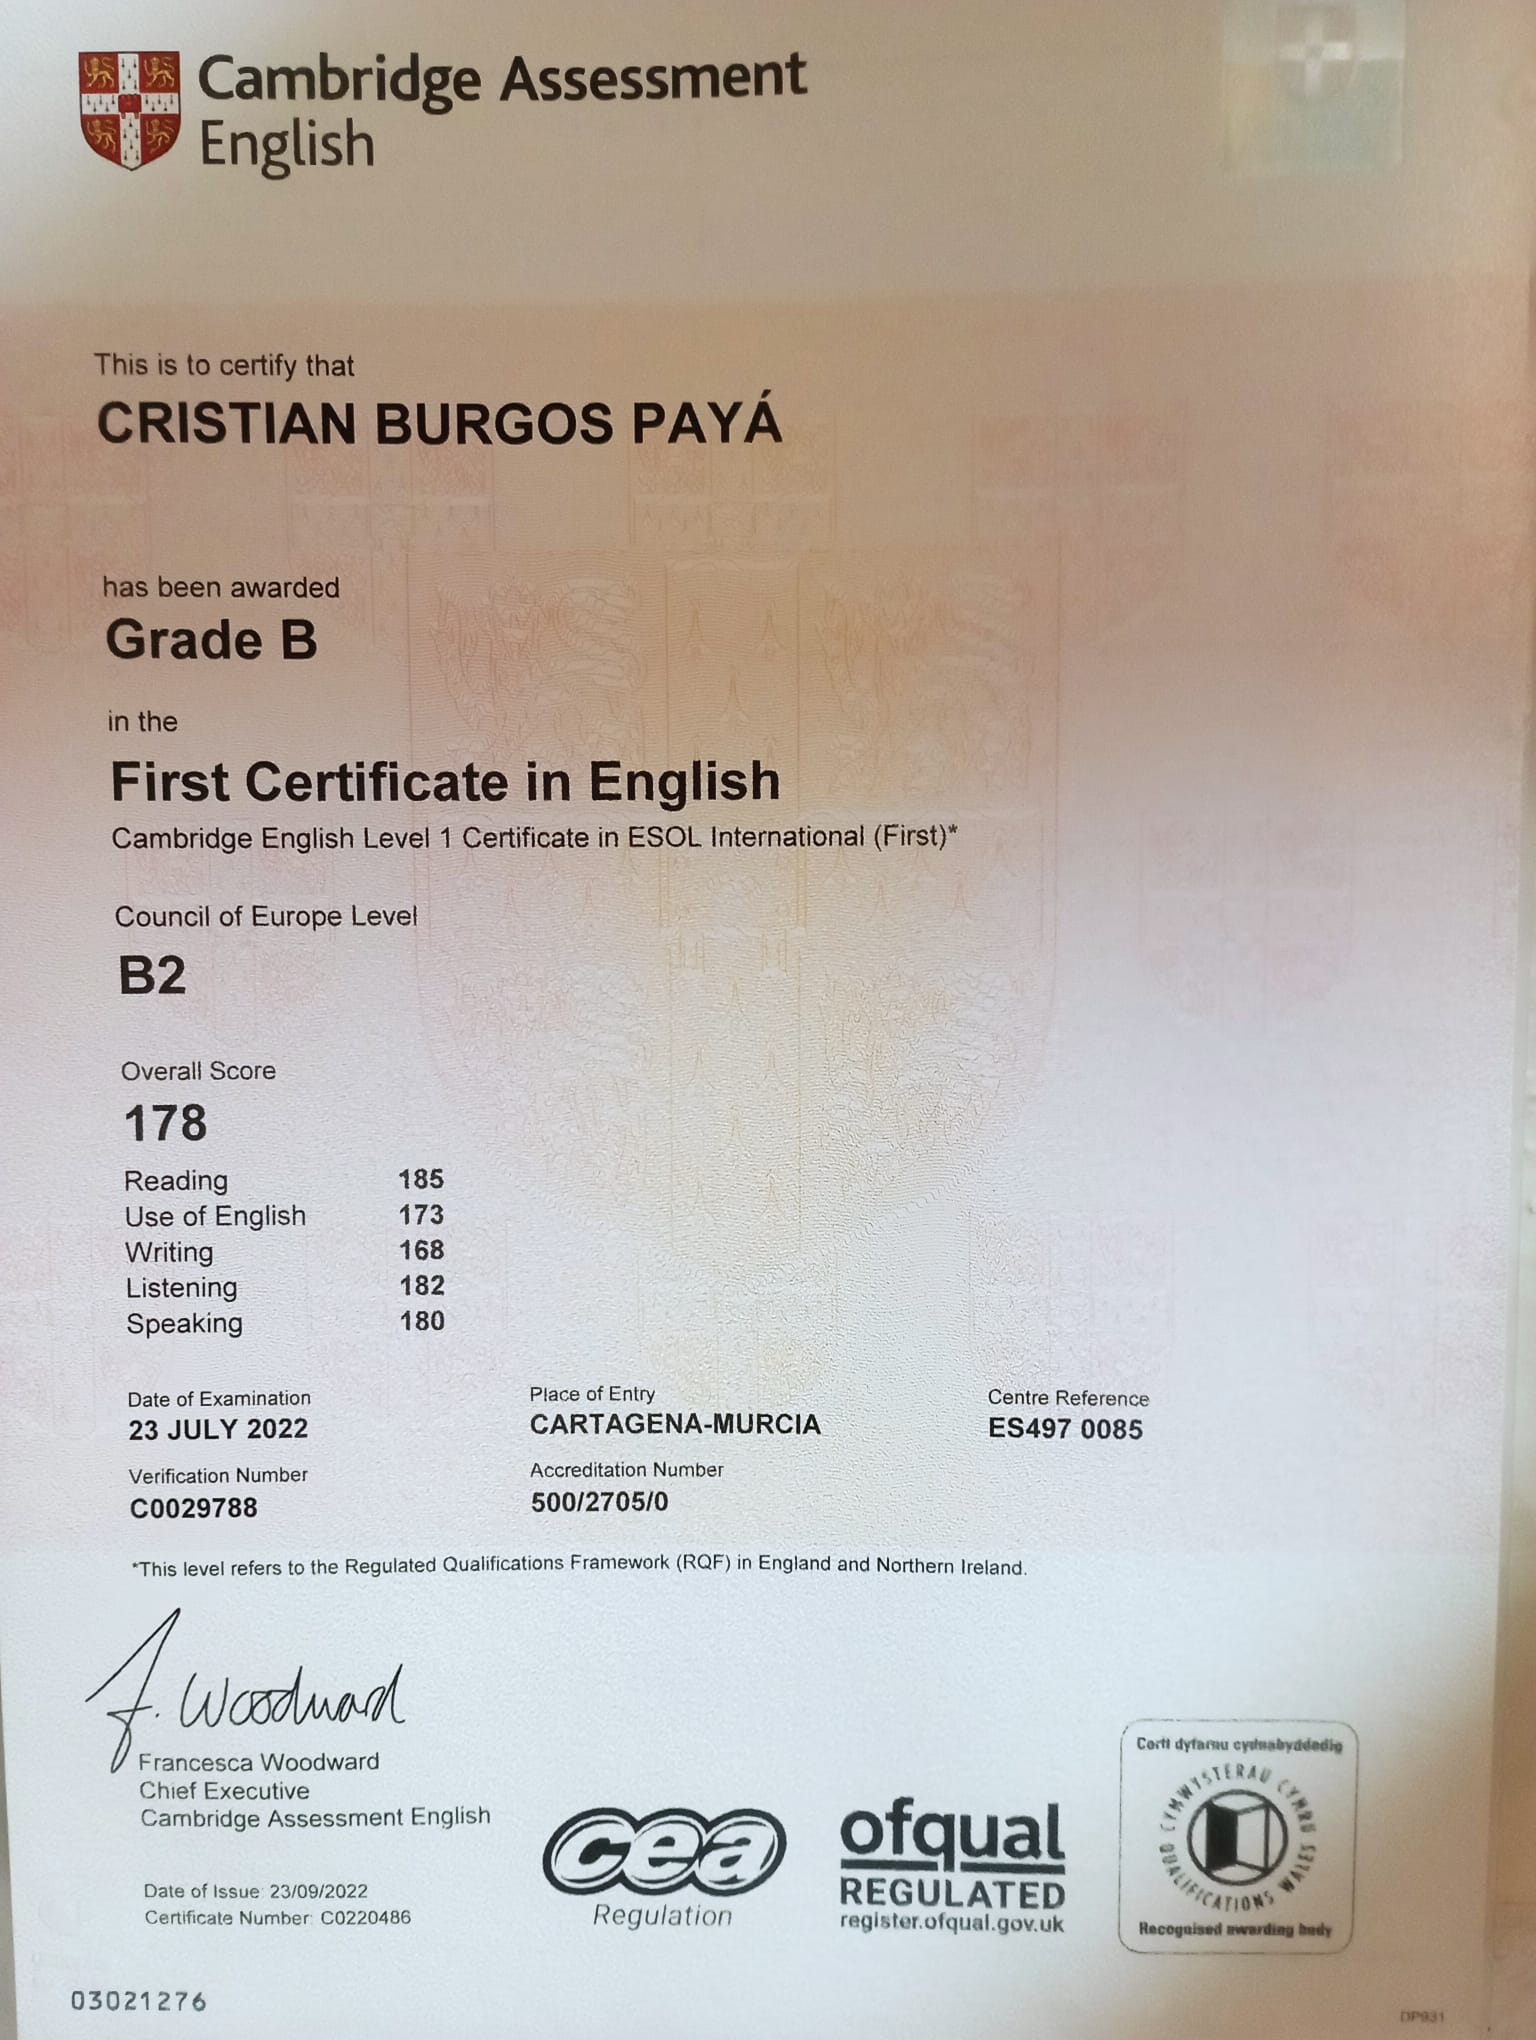 Cambridge Assessment
English
This is to certify that
CRISTIAN BURGOS PAYÁ
has been awarded
Grade B
in the
First Certificate in English
Cambridge English Level 1 Certificate in ESOL International (First)*
Council of Europe Level
B2
Overall Score
178
Reading 185
Use of English 173
Writing 168
Listening 182
Speaking 180
Date of Examination Place of Entry Centre Reference
23 JULY 2022 CARTAGENA-MURCIA ES497 0085
Verification Number Accreditation Number
C0029788 500/2705/0
*This level refers to the Regulated Qualifications Framework (RQF) in England and Northern Ireland.
F. Woodward
Francesca Woodward
Chief Executive
Cambridge Assessment English
Date of Issue: 23/09/2022
Certificate Number: C0220486
cea
Regulation
ofqual
REGULATED
register.ofqual.gov.uk
Corff dyfarnu cydnabyddedig
CYMWYSTERAU CYMRU
QUALIFICATIONS WALES
Recognised awarding body
03021276
DP931